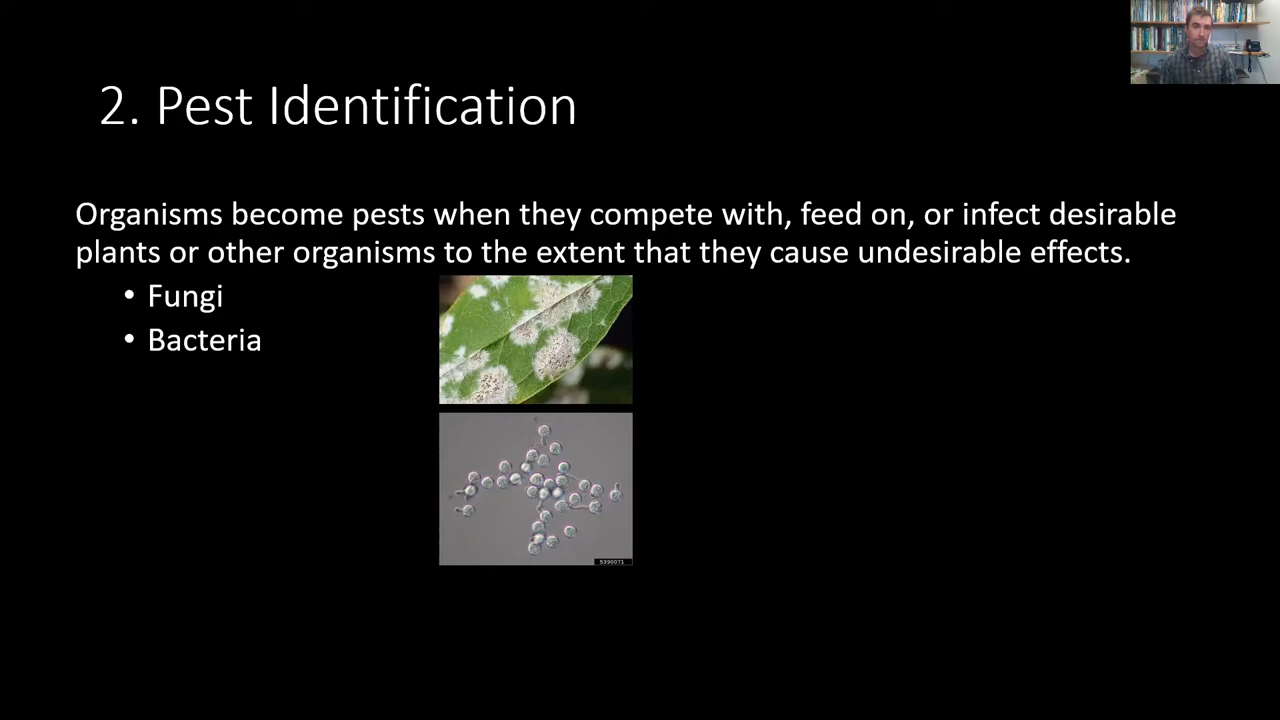 2. Pest Identification
Organisms become pests when they compete with, feed on, or infect desirable
plants or other organisms to the extent that they cause undesirable effects.
• Fungi
• Bacteria
5390071